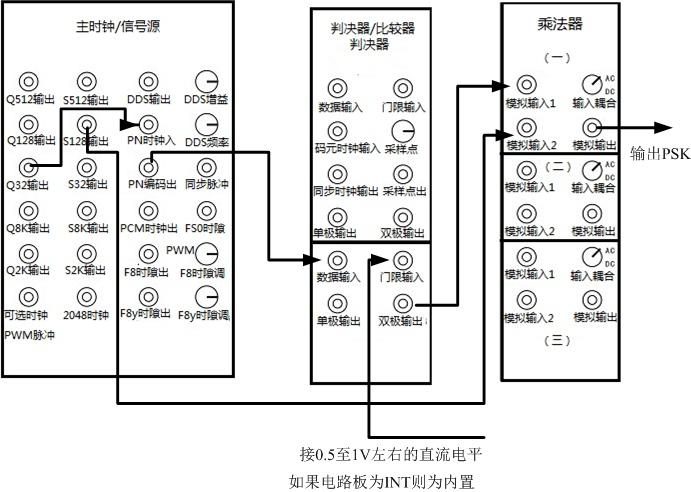 主时钟/信号源
Q512输出 S512输出 DDS输出 DDS增益
Q128输出 S128输出 PN时钟入 DDS频率
Q32输出 S32输出 PN编码出 同步脉冲
Q8K输出 S8K输出 PCM时钟出 FS0时隙
PWM
Q2K输出 S2K输出 F8时隙出 F8时隙调
可选时钟 2048时钟 F8y时隙出 F8y时隙调
PWM脉冲
判决器/比较器
判决器
数据输入 门限输入
码元时钟输入 采样点
同步时钟输出 采样点出
单极输出 双极输出
数据输入 门限输入
单极输出 双极输出
乘法器
（一）
AC
DC
模拟输入1 输入耦合
模拟输入2 模拟输出
输出PSK
（二）
AC
DC
模拟输入1 输入耦合
模拟输入2 模拟输出
AC
DC
模拟输入1 输入耦合
模拟输入2 模拟输出
（三）
接0.5至1V左右的直流电平
如果电路板为INT则为内置